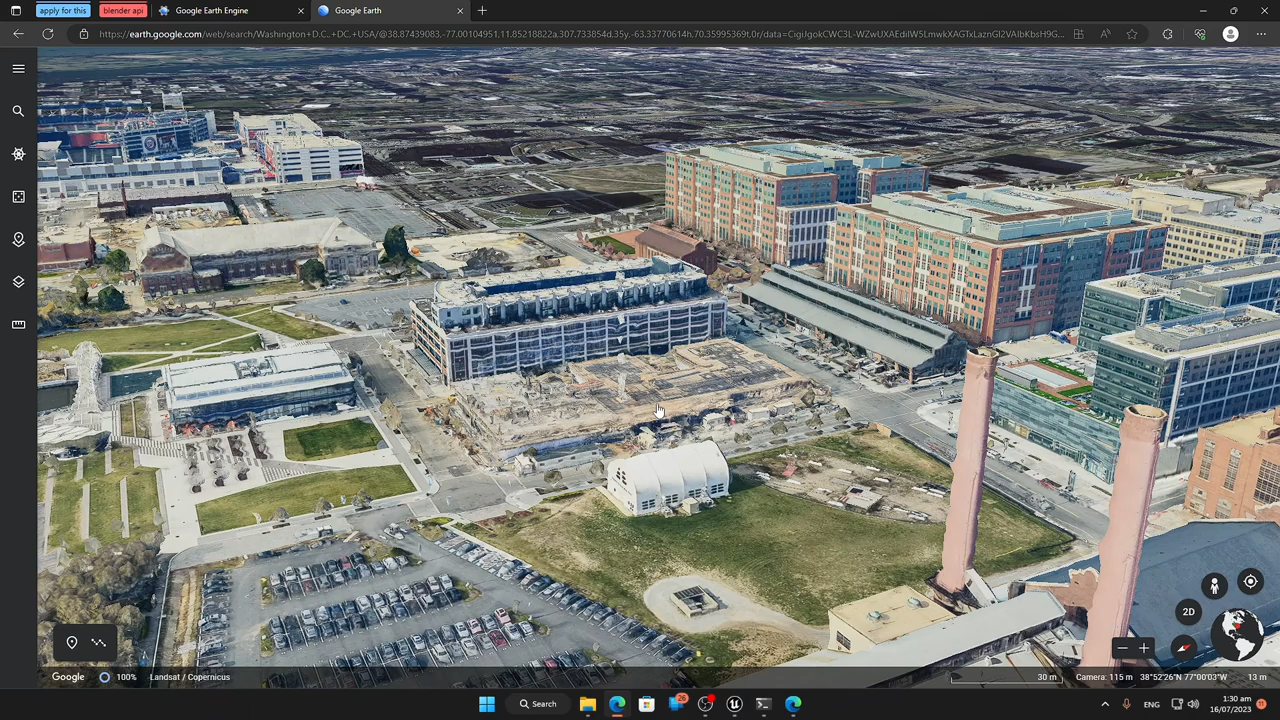 apply for this
blender api
Google Earth Engine
Google Earth
https://earth.google.com/web/search/Washington+D.C.,+DC,+USA/@38.87439083,-77.00104951,11.85218822a,307.733854d,35y,-63.33770614h,70.35995369t,0r/data=
2D
Google
100%
Landsat / Copernicus
30 m
Camera: 115 m
38°52'26"N 77°00'03"W
13 m
Search
26
ENG
1:30 am
16/07/2023